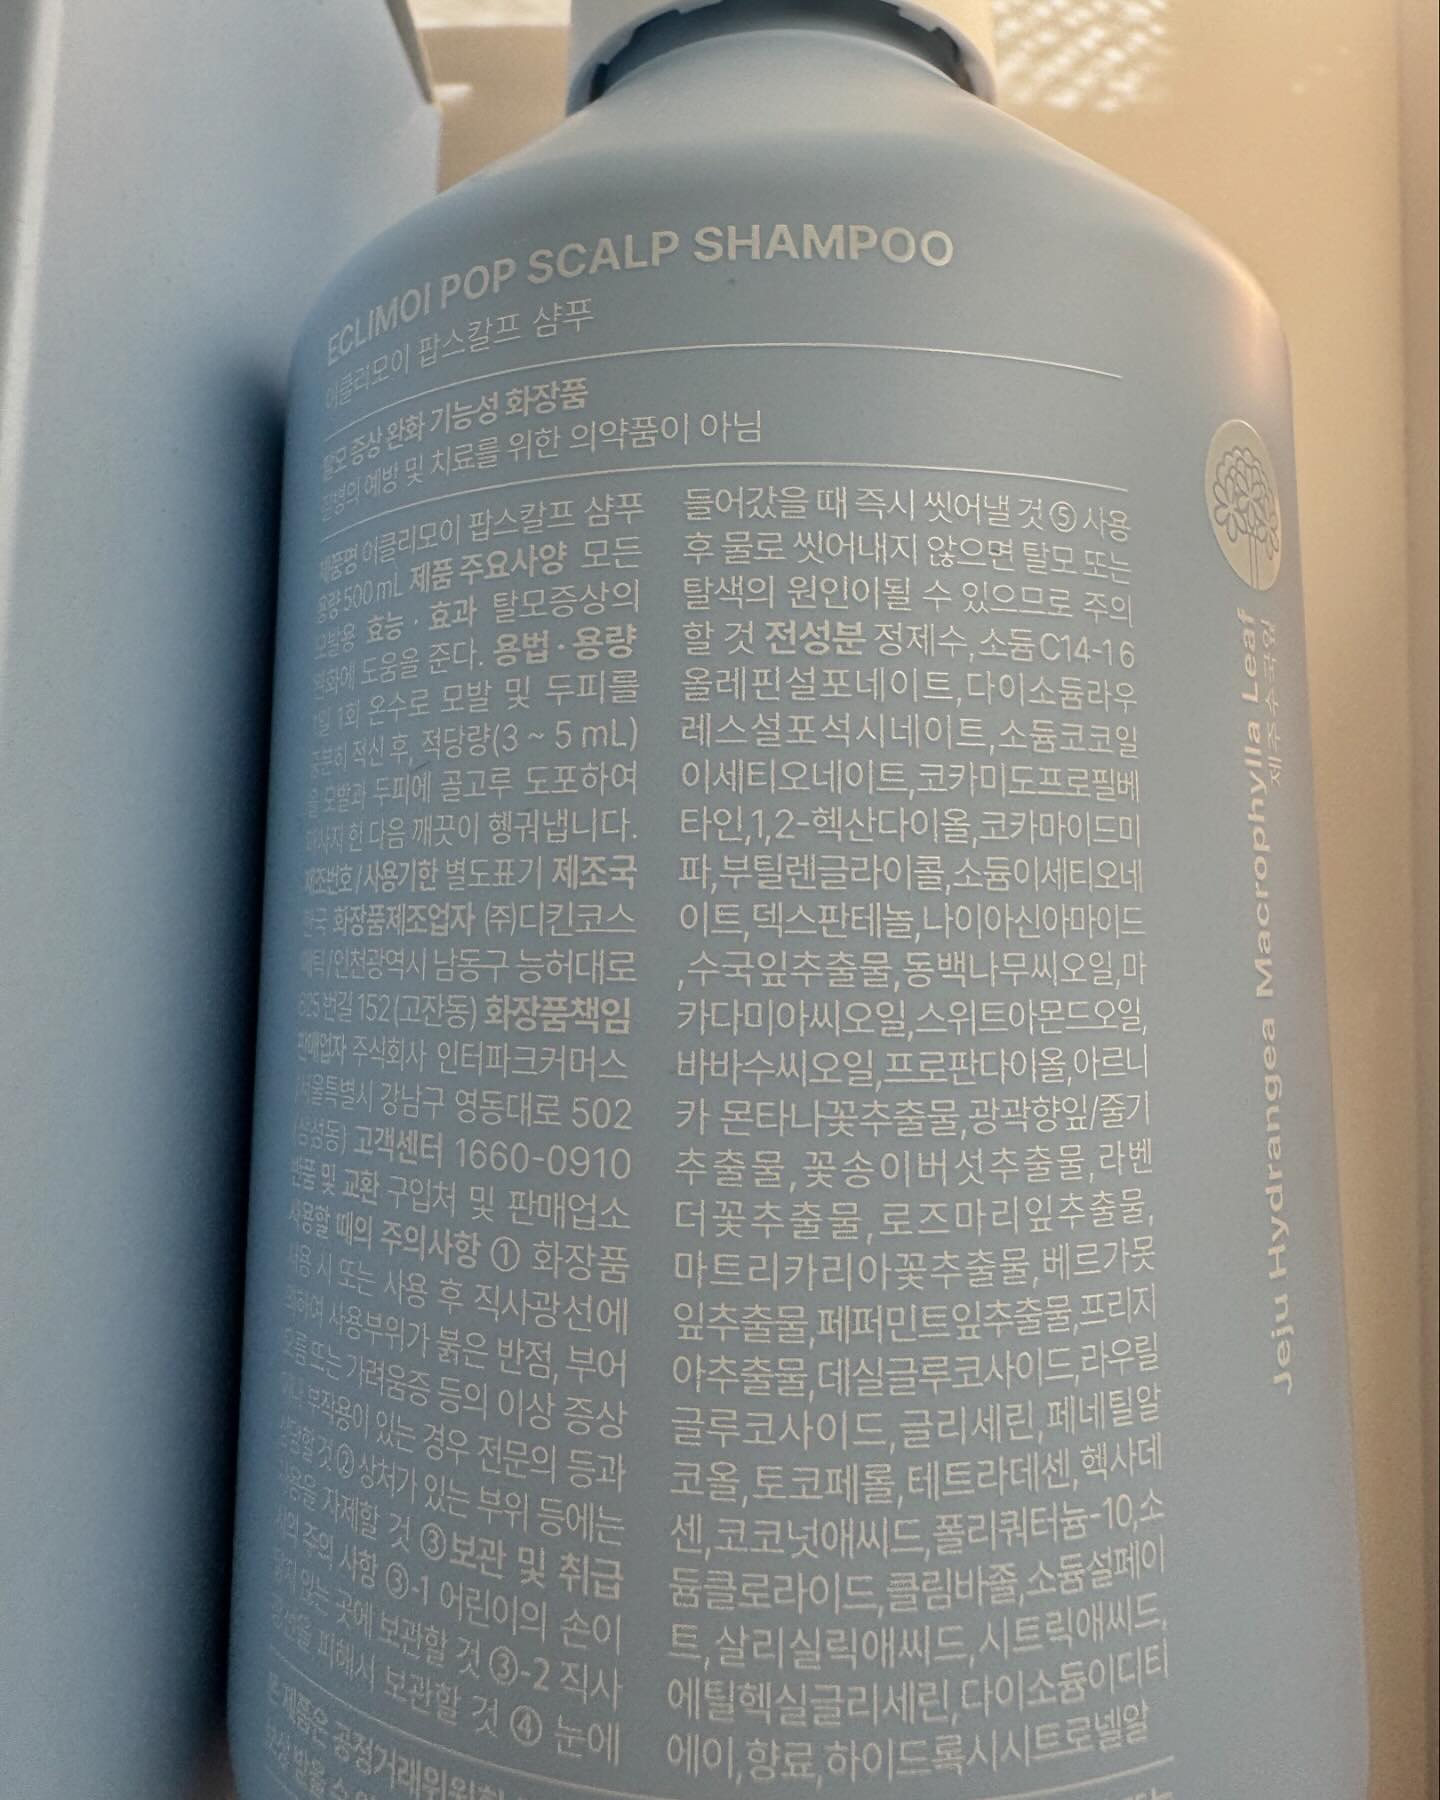 ECLIMOI POP SCALP SHAMPOO
어클리모이 팝스칼프 샴푸
탈모 증상 완화 기능성 화장품
질병의 예방 및 치료를 위한 의약품이 아님
제품명 어클리모이 팝스칼프 샴푸
용량 500 mL 제품 주요사양 모든
모발용 효능·효과 탈모증상의
완화에 도움을 준다. 용법·용량
1일 1회 온수로 모발 및 두피를
충분히 적신 후, 적당량(3 ~ 5 mL)
을 모발과 두피에 골고루 도포하여
마사지 한 다음 깨끗이 헹궈냅니다.
제조번호/사용기한 별도표기 제조국
한국 화장품제조업자 (주)디킨코스
메틱/인천광역시 남동구 능허대로
625번길 152(고잔동) 화장품책임
판매업자 주식회사 인터파크커머스
/서울특별시 강남구 영동대로 502
(삼성동) 고객센터 1660-0910
반품 및 교환 구입처 및 판매업소
사용할 때의 주의사항 ① 화장품
사용 시 또는 사용 후 직사광선에
의하여 사용부위가 붉은 반점, 부어
오름 또는 가려움증 등의 이상 증상
이나 부작용이 있는 경우 전문의 등과
상담할 것 ② 상처가 있는 부위 등에는
사용을 자제할 것 ③ 보관 및 취급
시의 주의 사항 ③-1 어린이의 손이
닿지 않는 곳에 보관할 것 ③-2 직사
광선을 피해서 보관할 것 ④ 눈에
들어갔을 때 즉시 씻어낼 것 ⑤ 사용
후 물로 씻어내지 않으면 탈모 또는
탈색의 원인이될 수 있으므로 주의
할 것 전성분 정제수,소듐C14-16
올레핀설포네이트,다이소듐라우
레스설포석시네이트,소듐코코일
이세티오네이트,코카미도프로필베
타인,1,2-헥산다이올,코카마이드미
파,부틸렌글라이콜,소듐이세티오네
이트,덱스판테놀,나이아신아마이드
,수국잎추출물,동백나무씨오일,마
카다미아씨오일,스위트아몬드오일,
바바수씨오일,프로판다이올,아르니
카 몬타나꽃추출물,광곽향잎/줄기
추출물,꽃송이버섯추출물,라벤
더꽃추출물,로즈마리잎추출물,
마트리카리아꽃추출물,베르가못
잎추출물,페퍼민트잎추출물,프리지
아추출물,데실글루코사이드,라우릴
글루코사이드,글리세린,페네틸알
코올,토코페롤,테트라데센,헥사데
센,코코넛애씨드,폴리쿼터늄-10,소
듐클로라이드,클림바졸,소듐설페이
트,살리실릭애씨드,시트릭애씨드,
에틸헥실글리세린,다이소듐이디티
에이,향료,하이드록시시트로넬알
본 제품은 공정거래위원회
Jeju Hydrangea Macrophylla Leaf
제주수국잎